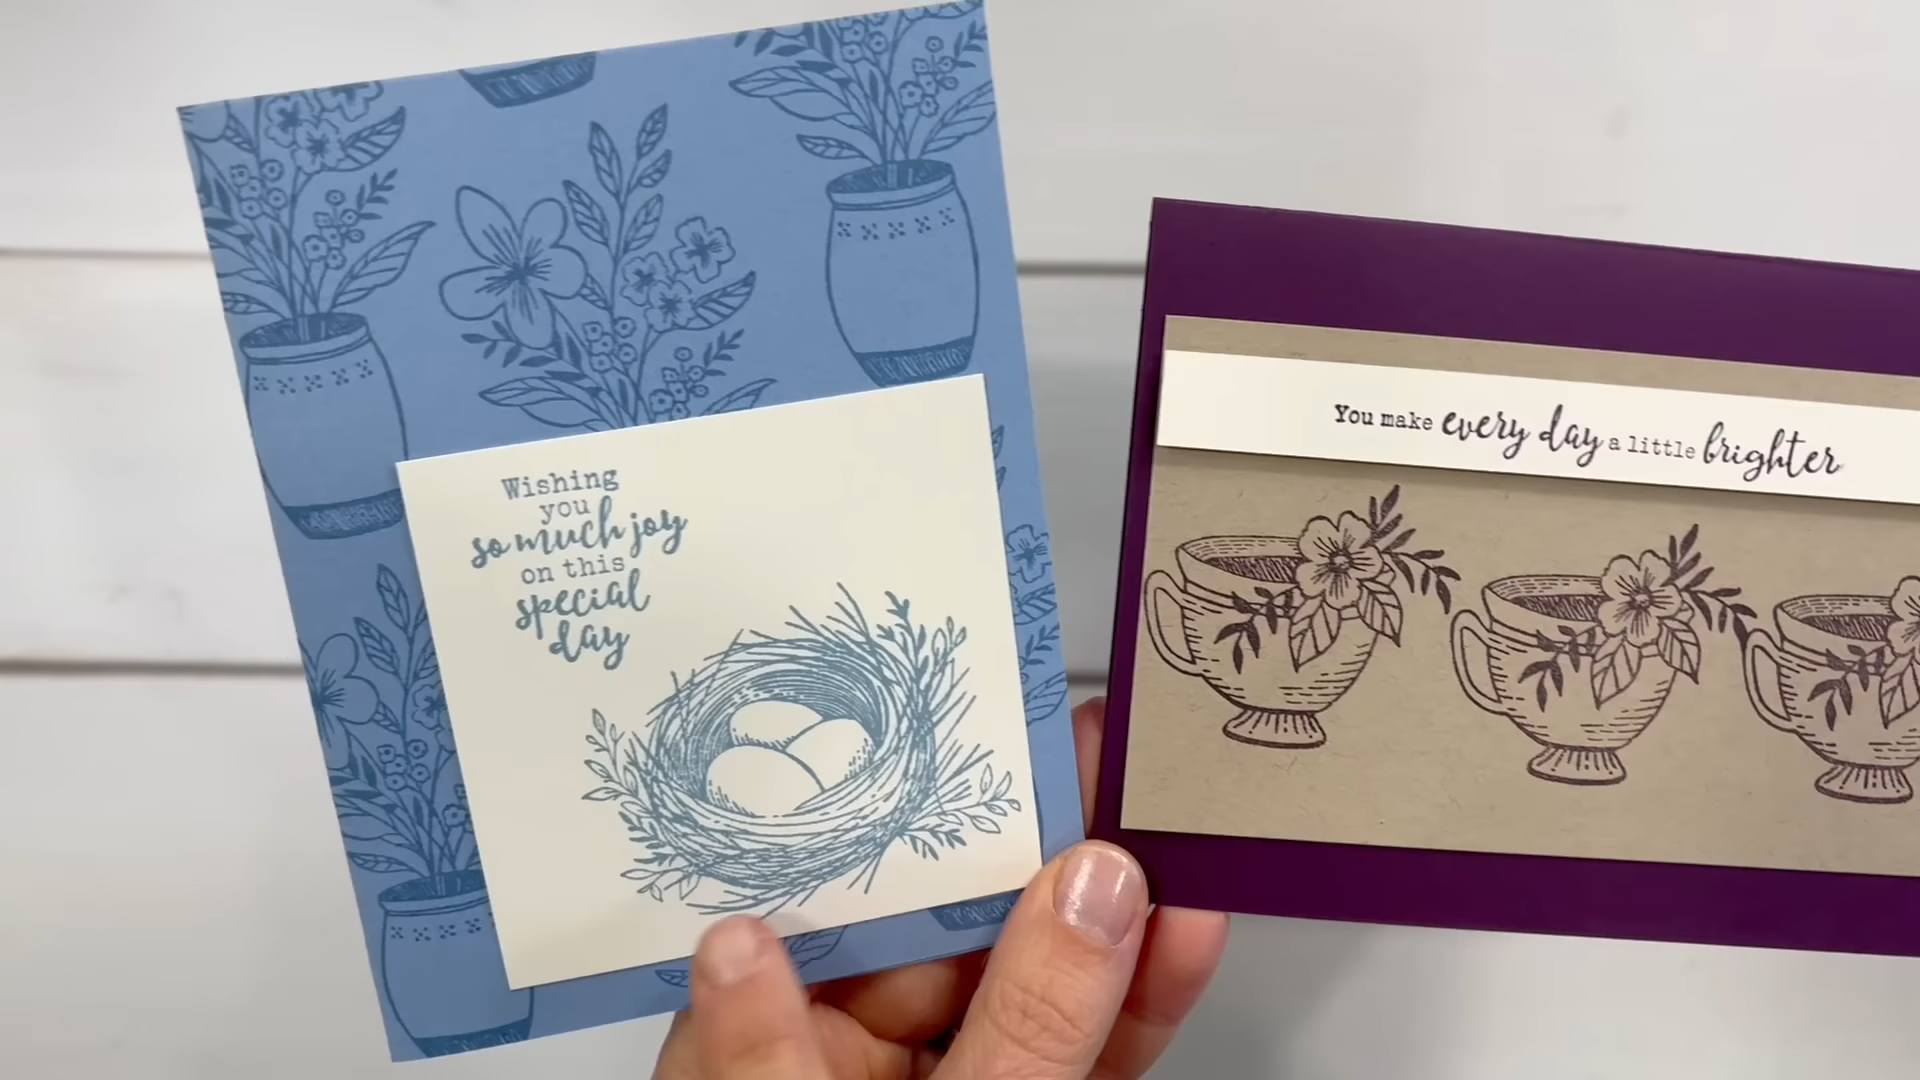 Wishing
you
so much joy
on this
special
day
You make every day a little brighter